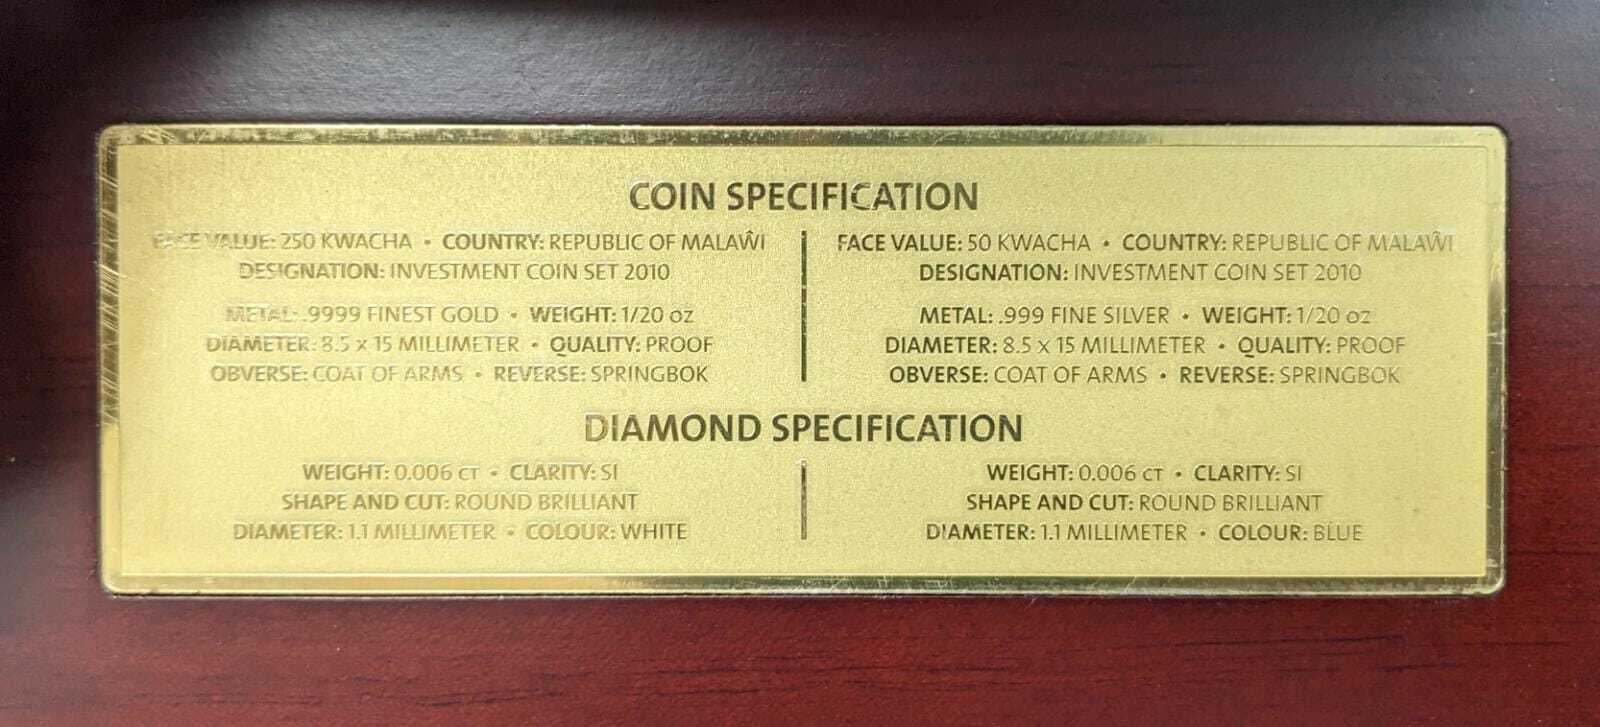 COIN SPECIFICATION
FACE VALUE: 250 KWACHA • COUNTRY: REPUBLIC OF MALAŴI
DESIGNATION: INVESTMENT COIN SET 2010
METAL: .9999 FINEST GOLD • WEIGHT: 1/20 oz
DIAMETER: 8.5 x 15 MILLIMETER • QUALITY: PROOF
OBVERSE: COAT OF ARMS • REVERSE: SPRINGBOK
FACE VALUE: 50 KWACHA • COUNTRY: REPUBLIC OF MALAŴI
DESIGNATION: INVESTMENT COIN SET 2010
METAL: .999 FINE SILVER • WEIGHT: 1/20 oz
DIAMETER: 8.5 x 15 MILLIMETER • QUALITY: PROOF
OBVERSE: COAT OF ARMS • REVERSE: SPRINGBOK
DIAMOND SPECIFICATION
WEIGHT: 0.006 CT • CLARITY: SI
SHAPE AND CUT: ROUND BRILLIANT
DIAMETER: 1.1 MILLIMETER • COLOUR: WHITE
WEIGHT: 0.006 CT • CLARITY: SI
SHAPE AND CUT: ROUND BRILLIANT
DIAMETER: 1.1 MILLIMETER • COLOUR: BLUE